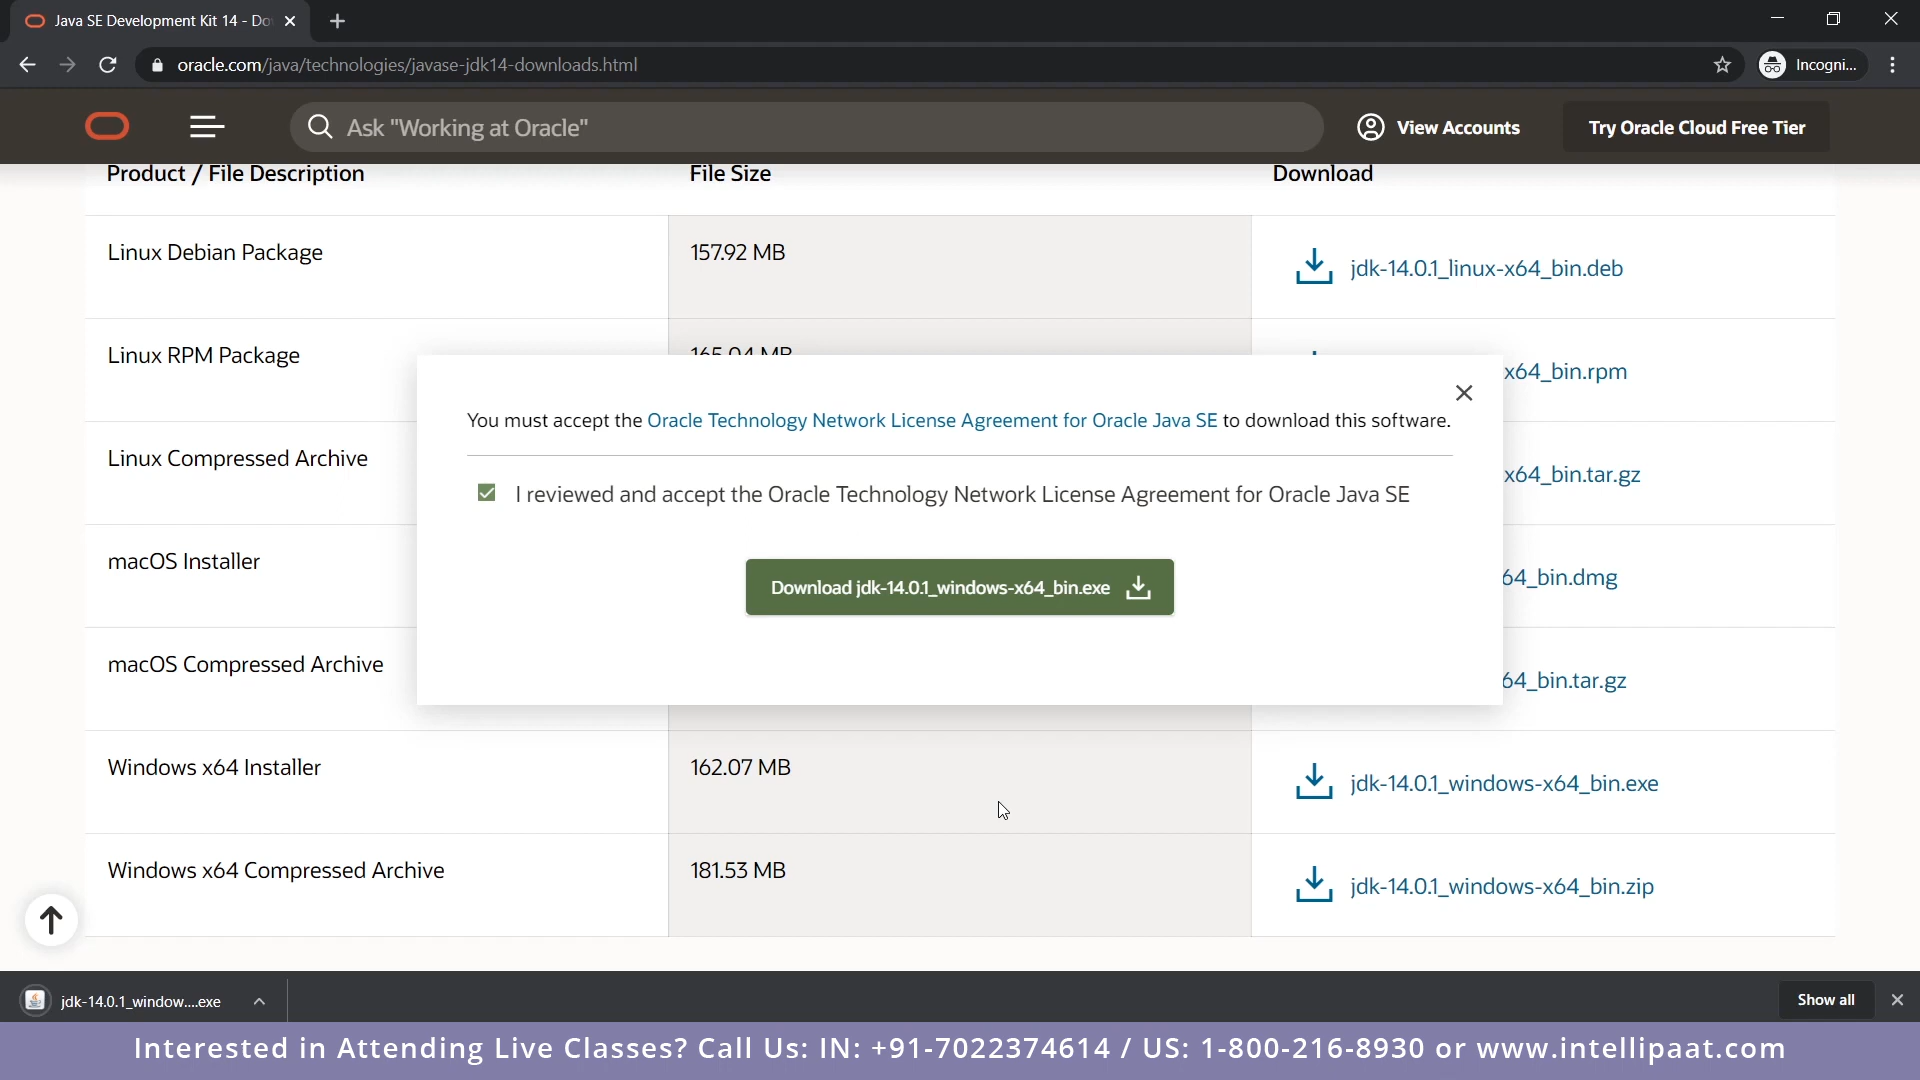 Java SE Development Kit 14 - Do
oracle.com/java/technologies/javase-jdk14-downloads.html
Incogni...
Ask "Working at Oracle"
View Accounts
Try Oracle Cloud Free Tier
Product / File Description File Size Download
Linux Debian Package 157.92 MB jdk-14.0.1_linux-x64_bin.deb
Linux RPM Package 165.04 MB x64_bin.rpm
You must accept the Oracle Technology Network License Agreement for Oracle Java SE to download this software.
Linux Compressed Archive x64_bin.tar.gz
I reviewed and accept the Oracle Technology Network License Agreement for Oracle Java SE
macOS Installer 64_bin.dmg
Download jdk-14.0.1_windows-x64_bin.exe
macOS Compressed Archive 64_bin.tar.gz
Windows x64 Installer 162.07 MB jdk-14.0.1_windows-x64_bin.exe
Windows x64 Compressed Archive 181.53 MB jdk-14.0.1_windows-x64_bin.zip
jdk-14.0.1_window....exe
Show all
Interested in Attending Live Classes? Call Us: IN: +91-7022374614 / US: 1-800-216-8930 or www.intellipaat.com